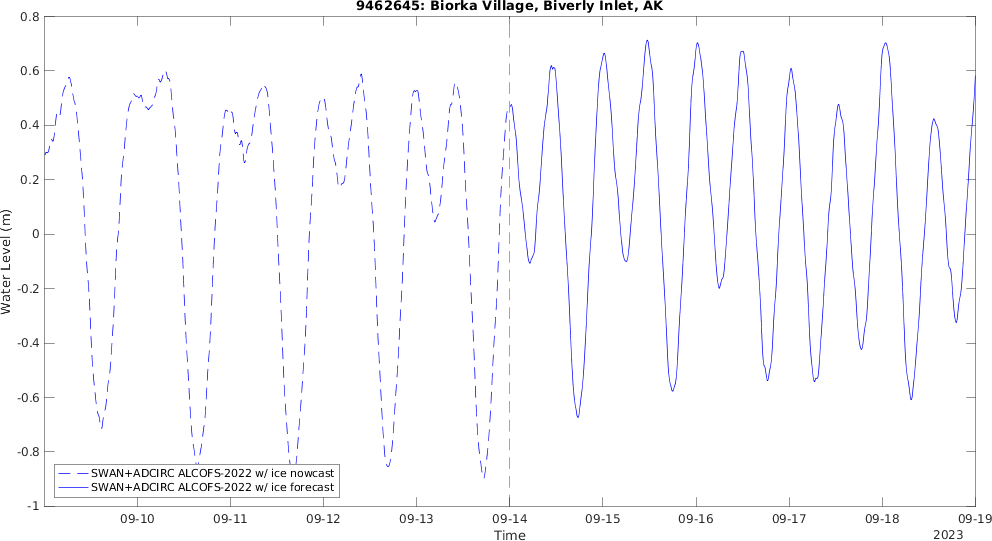 9462645: Biorka Village, Biverly Inlet, AK
0.8
0.6
0.4
0.2
0
-0.2
-0.4
-0.6
-0.8
-1
Water Level (m)
SWAN+ADCIRC ALCOFS-2022 w/ ice nowcast
SWAN+ADCIRC ALCOFS-2022 w/ ice forecast
09-10 09-11 09-12 09-13 09-14 09-15 09-16 09-17 09-18 09-19
Time
2023